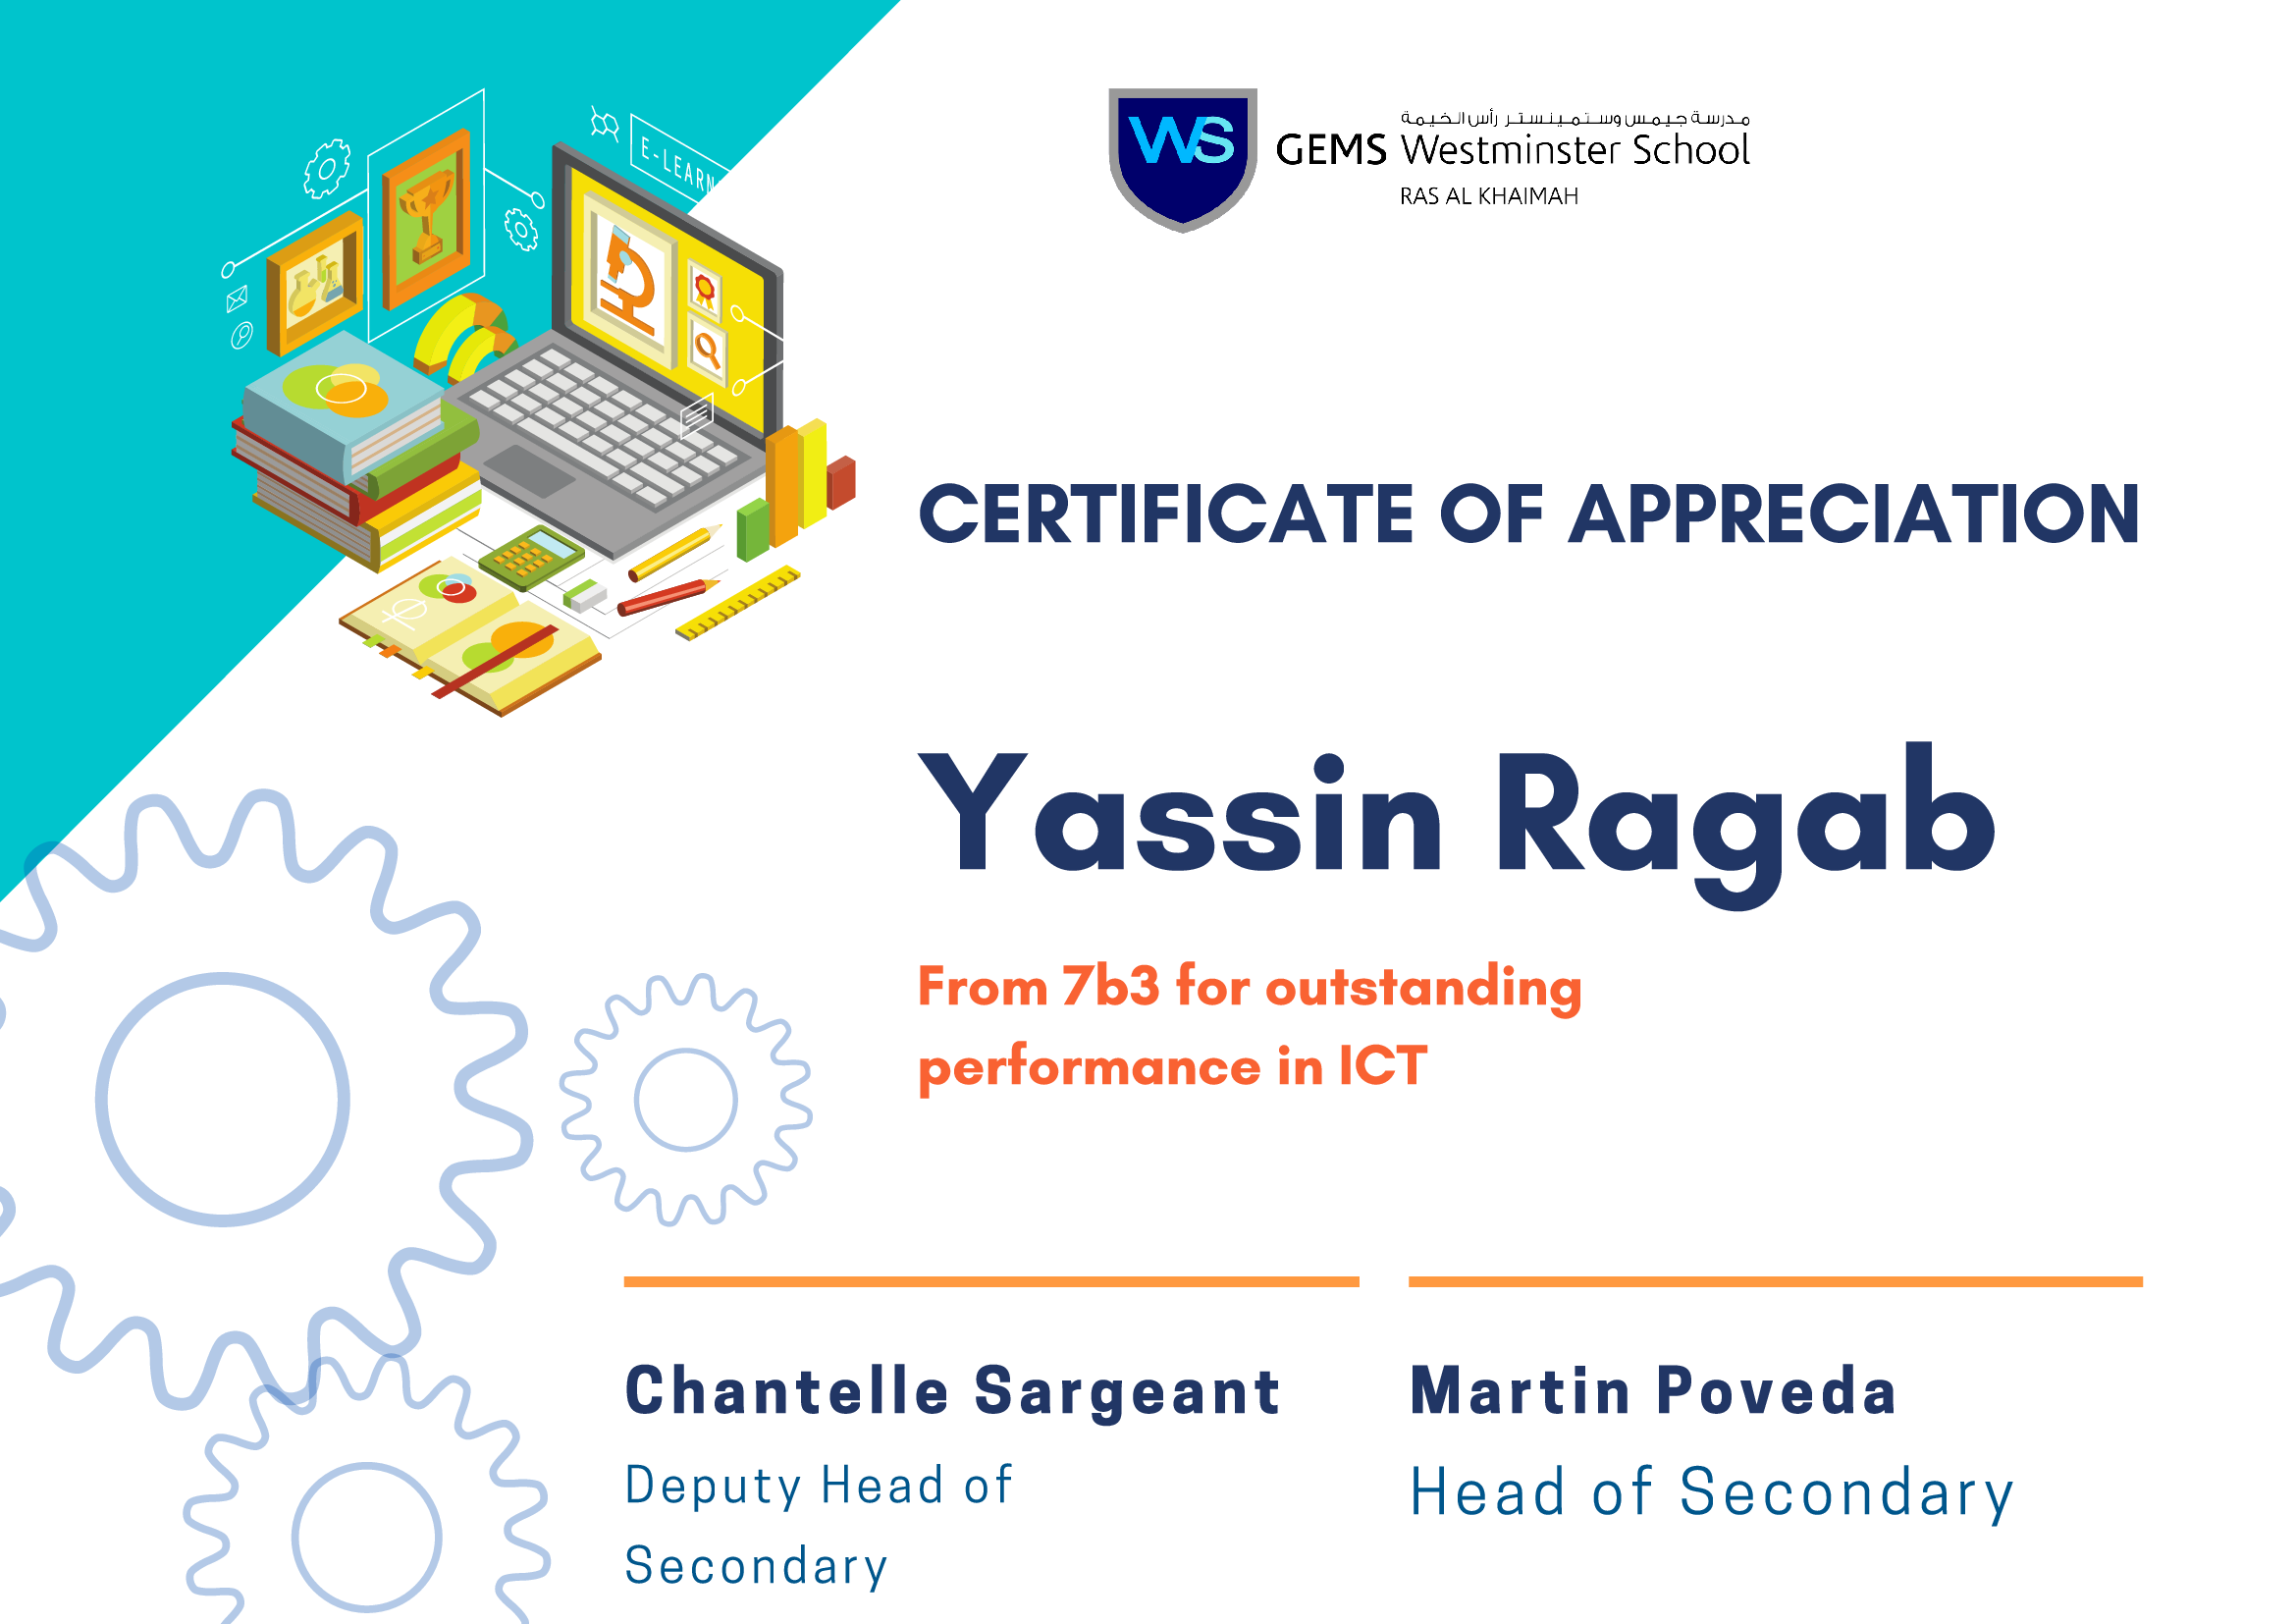 E-LEARN
WS
مدرسة جيمس وستمينستر رأس الخيمة
GEMS Westminster School
RAS AL KHAIMAH
CERTIFICATE OF APPRECIATION
Yassin Ragab
From 7b3 for outstanding
performance in ICT
Chantelle Sargeant
Deputy Head of
Secondary
Martin Poveda
Head of Secondary